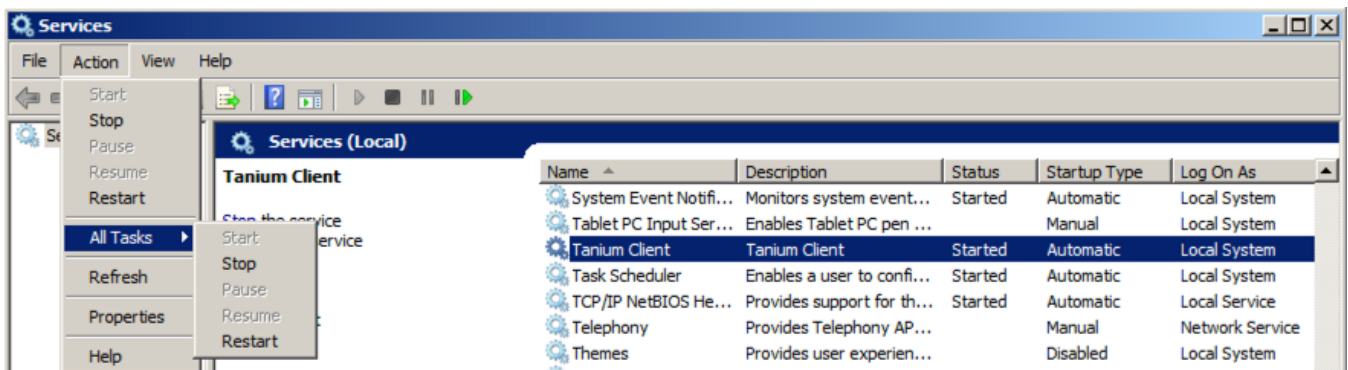 Services
File Action View Help
Start
Stop
Pause
Resume
Restart
All Tasks
Refresh
Properties
Help
Start
Stop
Pause
Resume
Restart
Services (Local)
Tanium Client
Stop the service
service
Name Description Status Startup Type Log On As
System Event Notifi... Monitors system event... Started Automatic Local System
Tablet PC Input Ser... Enables Tablet PC pen ... Manual Local System
Tanium Client Tanium Client Started Automatic Local System
Task Scheduler Enables a user to confi... Started Automatic Local System
TCP/IP NetBIOS He... Provides support for th... Started Automatic Local Service
Telephony Provides Telephony AP... Manual Network Service
Themes Provides user experien... Disabled Local System